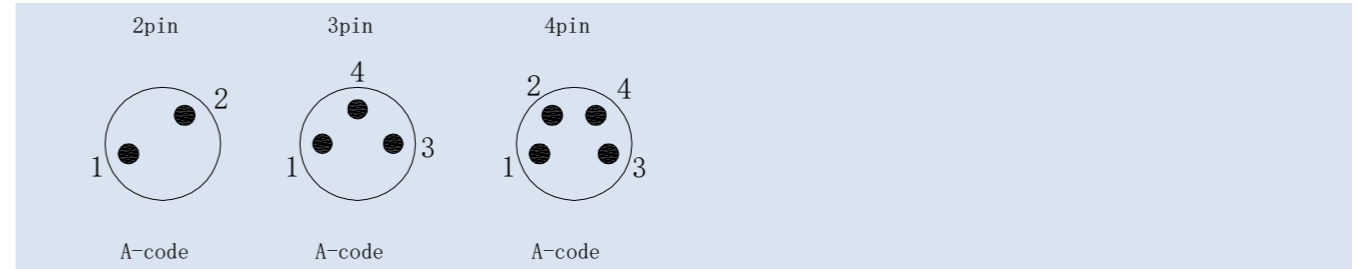 2pin 3pin 4pin
4
2 2 4
1 1 3 1 3
A-code A-code A-code